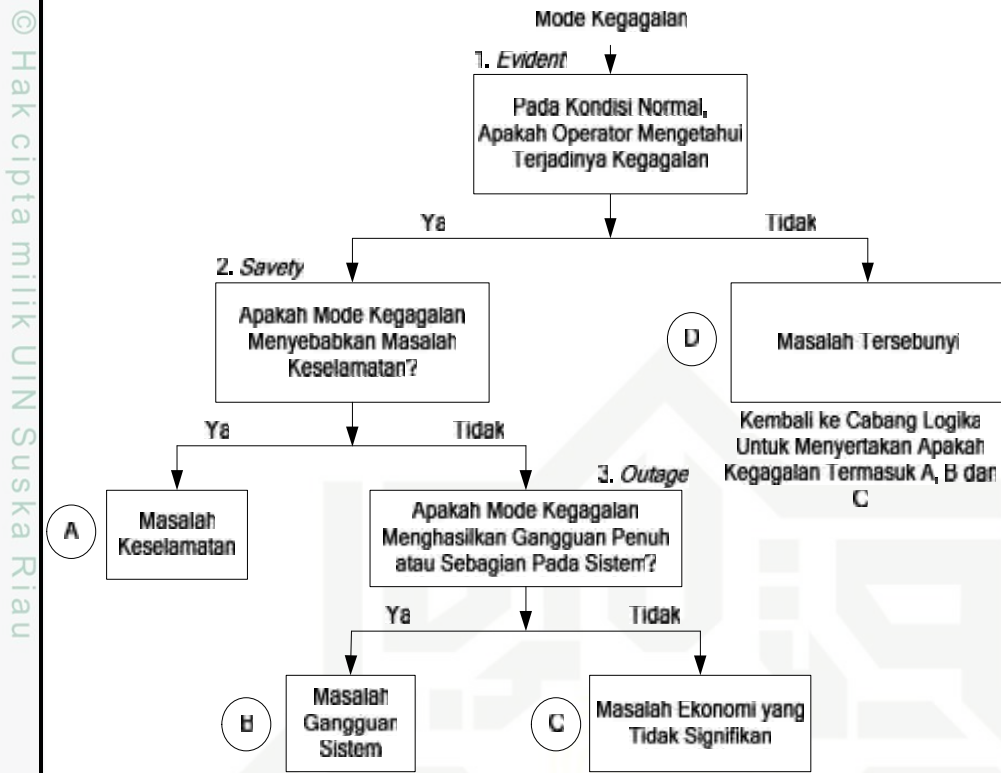 © Hak cipta milik UIN Suska Riau
Mode Kegagalan
1. Evident
Pada Kondisi Normal,
Apakah Operator Mengetahui
Terjadinya Kegagalan
Ya
Tidak
2. Savety
Apakah Mode Kegagalan
Menyebabkan Masalah
Keselamatan?
D
Masalah Tersebunyi
Kembali ke Cabang Logika
Untuk Menyertakan Apakah
Kegagalan Termasuk A, B dan
C
Ya
Tidak
A
Masalah
Keselamatan
3. Outage
Apakah Mode Kegagalan
Menghasilkan Gangguan Penuh
atau Sebagian Pada Sistem?
Ya
Tidak
B
Masalah
Gangguan
Sistem
C
Masalah Ekonomi yang
Tidak Signifikan